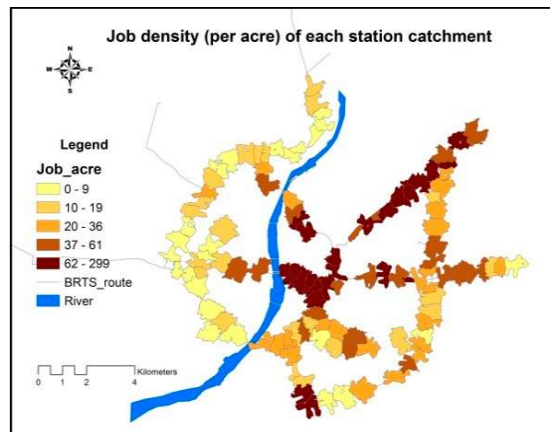 Job density (per acre) of each station catchment
N
W E
S
Legend
Job_acre
0 - 9
10 - 19
20 - 36
37 - 61
62 - 299
BRTS_route
River
0 1 2 4
Kilometers